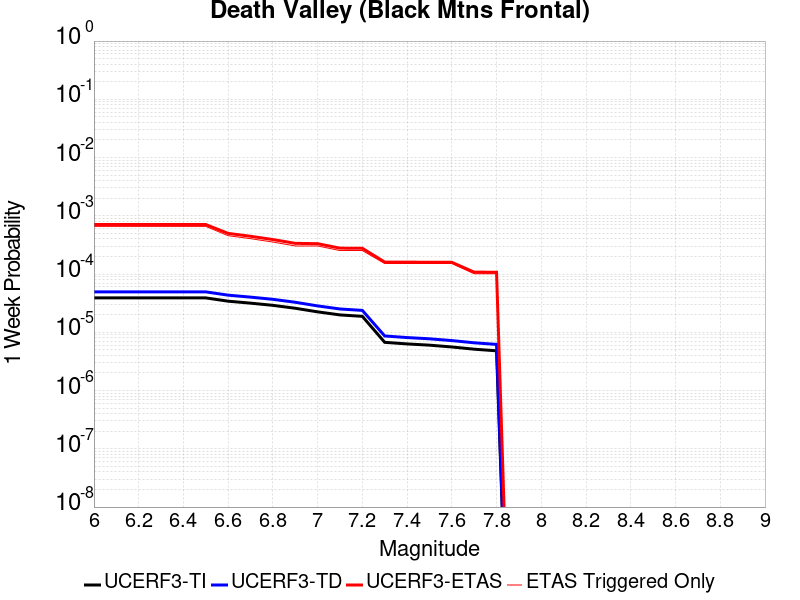 Death Valley (Black Mtns Frontal)
10^0
10^-1
10^-2
10^-3
10^-4
10^-5
10^-6
10^-7
10^-8
1 Week Probability
6 6.2 6.4 6.6 6.8 7 7.2 7.4 7.6 7.8 8 8.2 8.4 8.6 8.8 9
Magnitude
UCERF3-TI UCERF3-TD UCERF3-ETAS ETAS Triggered Only